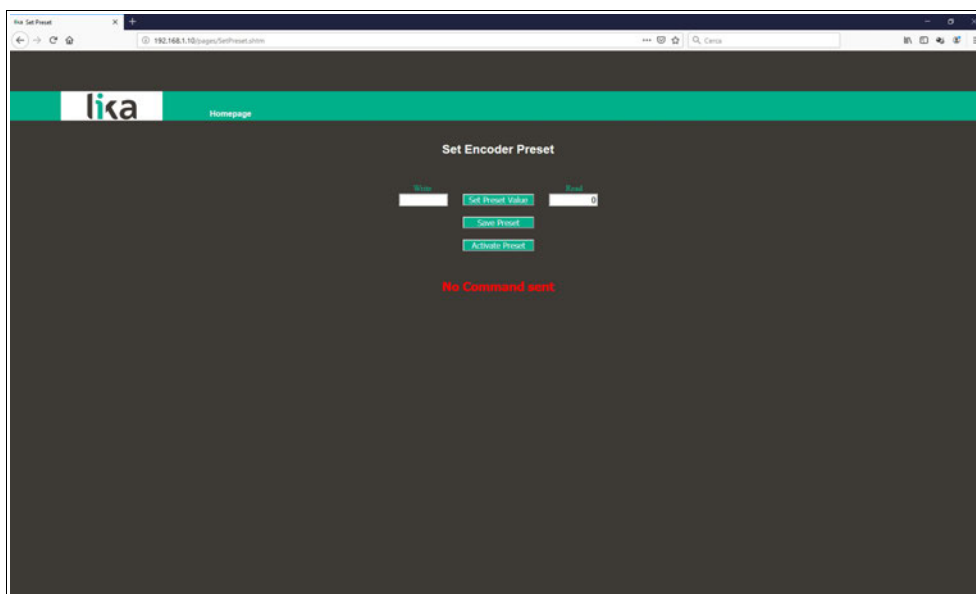 lika Set Preset
192.168.1.10/pages/SetPreset.shtm
Cerca
lika
Homepage
Set Encoder Preset
Write
Read
Set Preset Value
0
Save Preset
Activate Preset
No Command sent